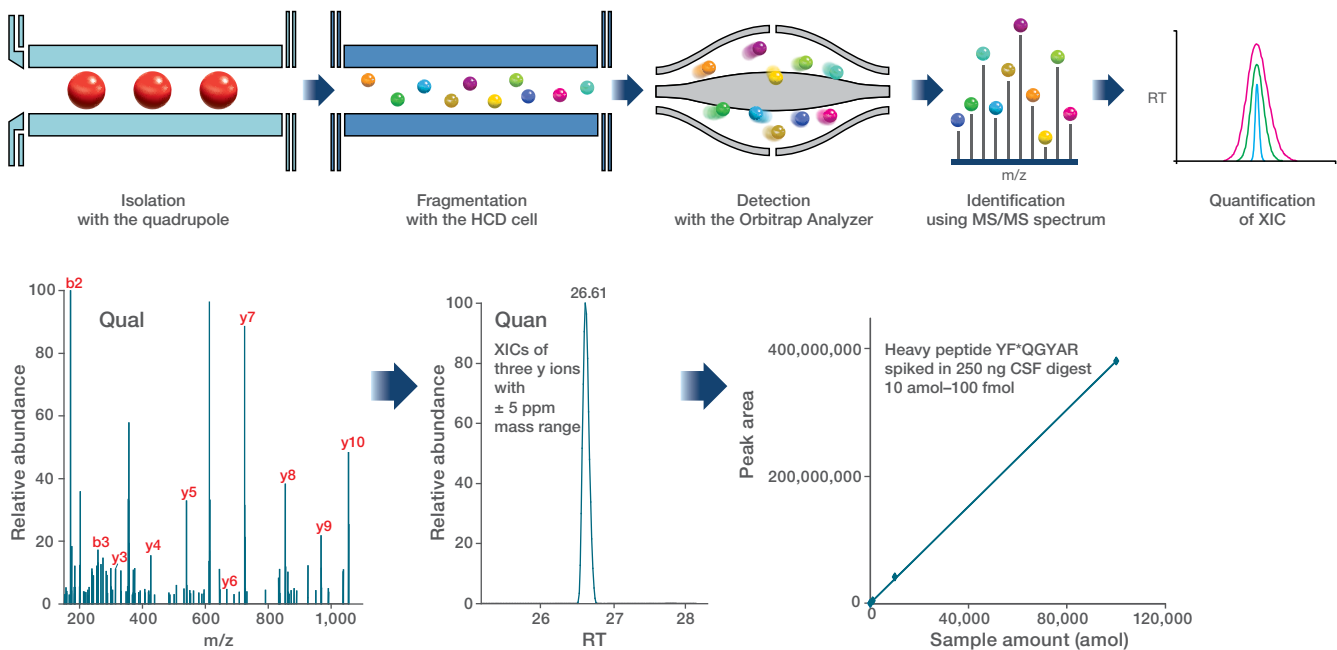 RT
m/z
Isolation
with the quadrupole
Fragmentation
with the HCD cell
Detection
with the Orbitrap Analyzer
Identification
using MS/MS spectrum
Quantification
of XIC
Qual
Relative abundance
100
80
60
40
20
0
b2
b3
y3
y4
y5
y6
y7
y8
y9
y10
200
400
600
800
1,000
m/z
Quan
XICs of
three y ions
with
± 5 ppm
mass range
26.61
Relative abundance
100
80
60
40
20
0
26
27
28
RT
Heavy peptide YF*QGYAR
spiked in 250 ng CSF digest
10 amol–100 fmol
Peak area
400,000,000
200,000,000
0
0
40,000
80,000
120,000
Sample amount (amol)